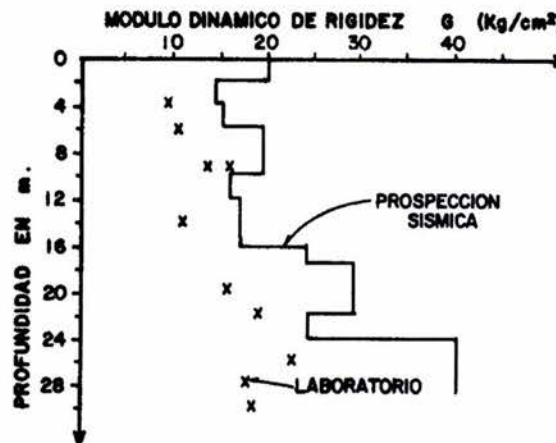 MODULO DINAMICO DE RIGIDEZ G (Kg/cm²
10 20 30 40
0
4
8
12
16
20
24
28
PROFUNDIDAD EN m.
PROSPECCION
SISMICA
LABORATORIO